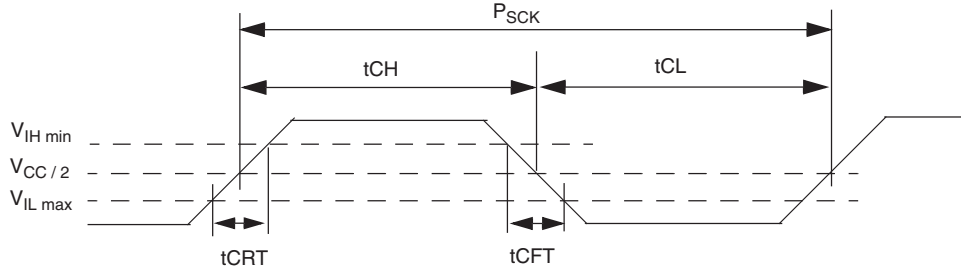 PSCK
tCH
tCL
VIH min
VCC / 2
VIL max
tCRT
tCFT